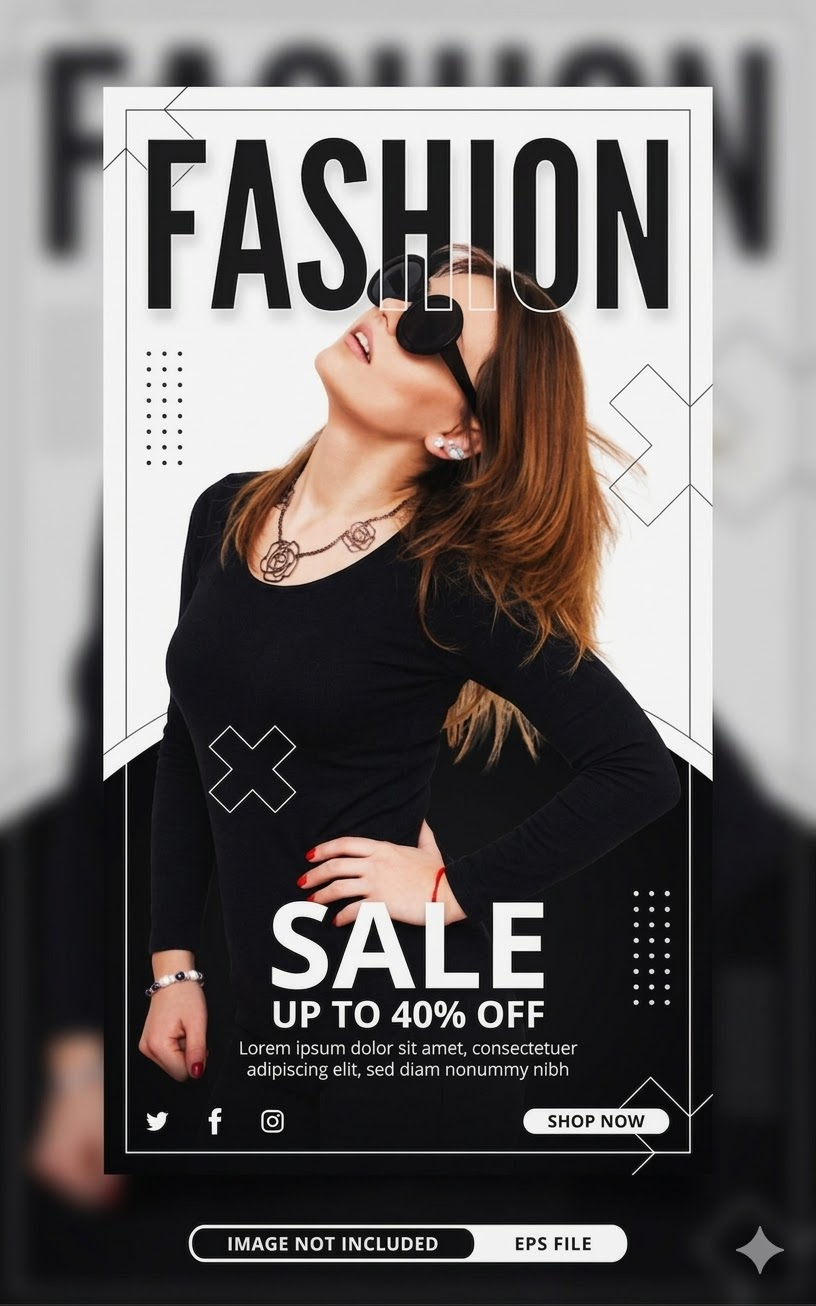 FASHION
SALE
UP TO 40% OFF
Lorem ipsum dolor sit amet, consectetuer
adipiscing elit, sed diam nonummy nibh
SHOP NOW
IMAGE NOT INCLUDED
EPS FILE